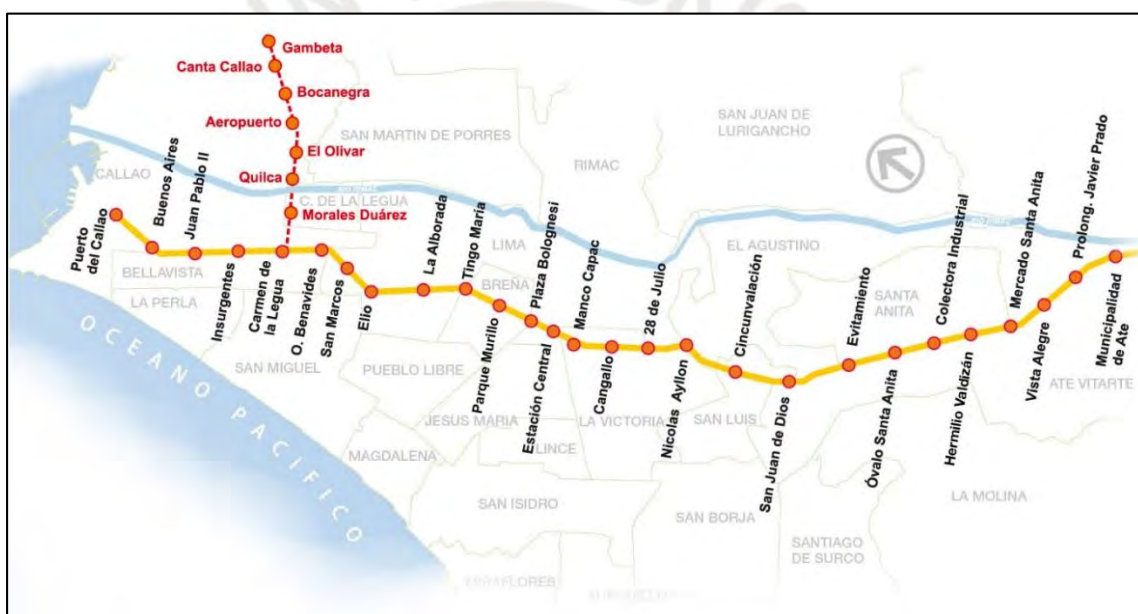 Gambeta
Canta Callao
Bocanegra
Aeropuerto
El Olivar
Quilca
Morales Duárez
Puerto
del Callao
Buenos Aires
Juan Pablo II
Insurgentes
Carmen de
la Legua
O. Benavides
San Marcos
Elio
La Alborada
Tingo Maria
Parque Murillo
Plaza Bolognesi
Estación Central
Manco Capac
Cangallo
28 de Julio
Nicolas Ayllon
Cincunvalación
San Juan de Dios
Evitamiento
Óvalo Santa Anita
Colectora Industrial
Hermilio Valdizán
Mercado Santa Anita
Vista Alegre
Prolong. Javier Prado
Municipalidad
de Ate
SAN MARTIN DE PORRES
SAN JUAN DE
LURIGANCHO
RIMAC
CALLAO
C. DE LA LEGUA
LIMA
EL AGUSTINO
BELLAVISTA
LA PERLA
BREÑA
SANTA
ANITA
SAN MIGUEL
PUEBLO LIBRE
ATE VITARTE
JESUS MARIA
LA VICTORIA
SAN LUIS
LINCE
MAGDALENA
SAN ISIDRO
SAN BORJA
LA MOLINA
SANTIAGO
DE SURCO
MIRAFLORES
OCEANO PACÍFICO